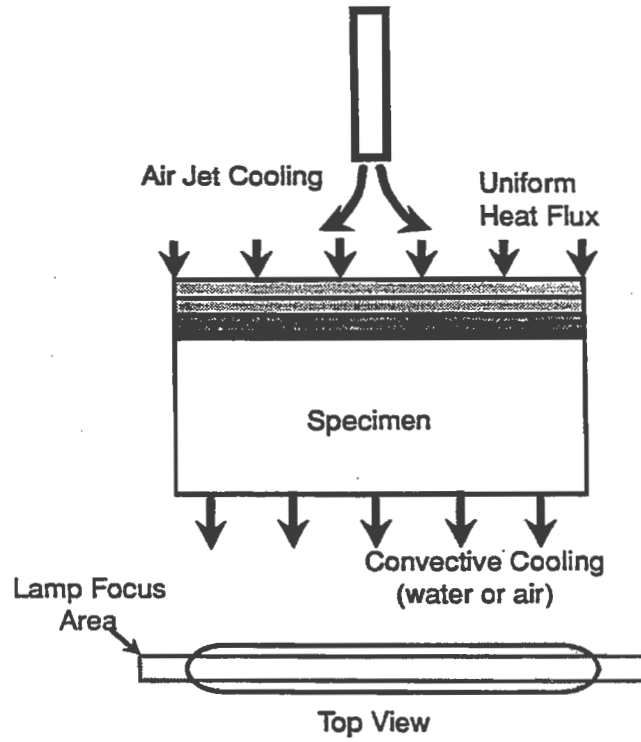 Air Jet Cooling
Uniform
Heat Flux
Specimen
Convective Cooling
(water or air)
Lamp Focus
Area
Top View